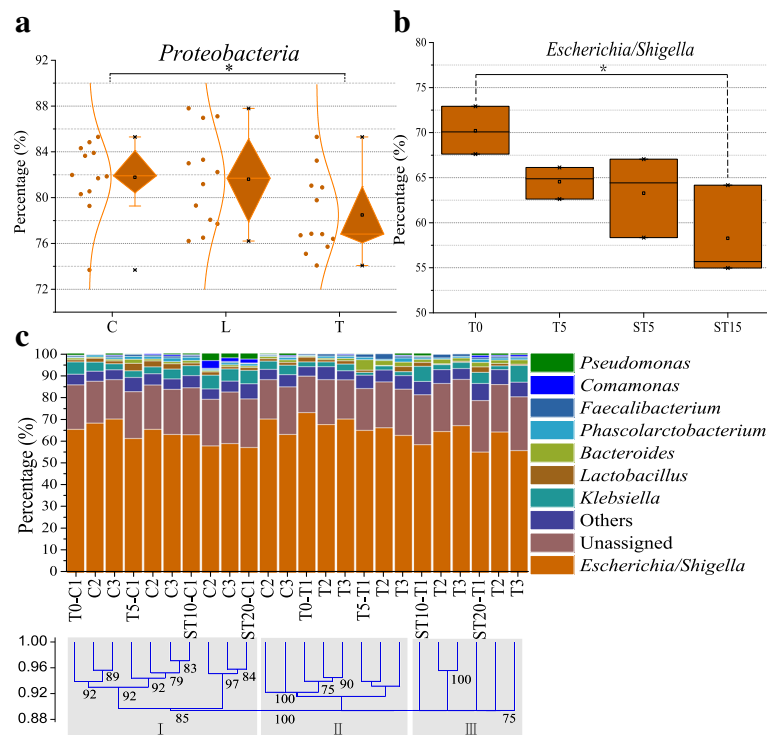 a
Proteobacteria
*
Percentage (%)
92
88
84
80
76
72
C L T
b
Escherichia/Shigella
*
Percentage (%)
80
75
70
65
60
55
50
T0 T5 ST5 ST15
c
Percentage (%)
100
90
80
70
60
50
40
30
20
10
0
Pseudomonas
Comamonas
Faecalibacterium
Phascolarctobacterium
Bacteroides
Lactobacillus
Klebsiella
Others
Unassigned
Escherichia/Shigella
T0-C1 C2 C3 T5-C1 C2 C3 ST10-C1 C2 C3 ST20-C1 C2 C3 T0-T1 T2 T3 T5-T1 T2 T3 ST10-T1 T2 T3 ST20-T1 T2 T3
1.00
0.96
0.92
0.88
89 83 84
92 92 79 97 75 90 100
100
85 100 75
I II III